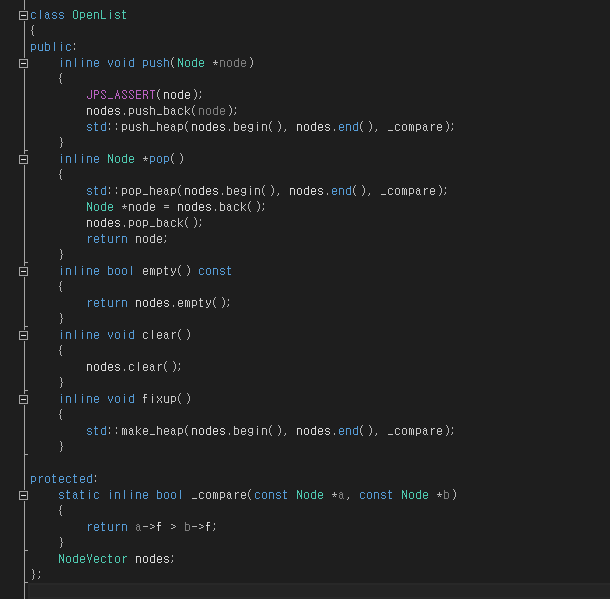 class OpenList
{
public:
    inline void push(Node *node)
    {
        JPS_ASSERT(node);
        nodes.push_back(node);
        std::push_heap(nodes.begin(), nodes.end(), _compare);
    }
    inline Node *pop()
    {
        std::pop_heap(nodes.begin(), nodes.end(), _compare);
        Node *node = nodes.back();
        nodes.pop_back();
        return node;
    }
    inline bool empty() const
    {
        return nodes.empty();
    }
    inline void clear()
    {
        nodes.clear();
    }
    inline void fixup()
    {
        std::make_heap(nodes.begin(), nodes.end(), _compare);
    }

protected:
    static inline bool _compare(const Node *a, const Node *b)
    {
        return a->f > b->f;
    }
    NodeVector nodes;
};